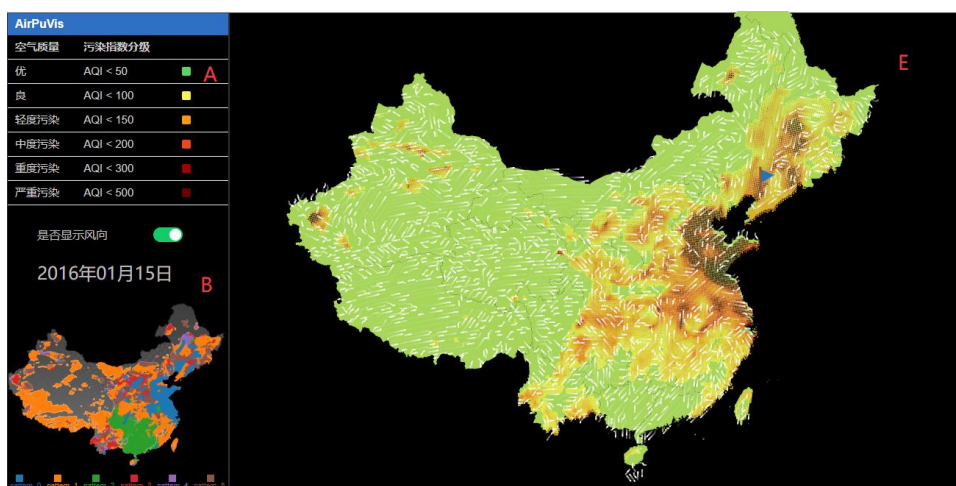 AirPuVis
空气质量 污染指数分级
优 AQI < 50
A
良 AQI < 100
轻度污染 AQI < 150
中度污染 AQI < 200
重度污染 AQI < 300
严重污染 AQI < 500
是否显示风向
2016年01月15日
B
E